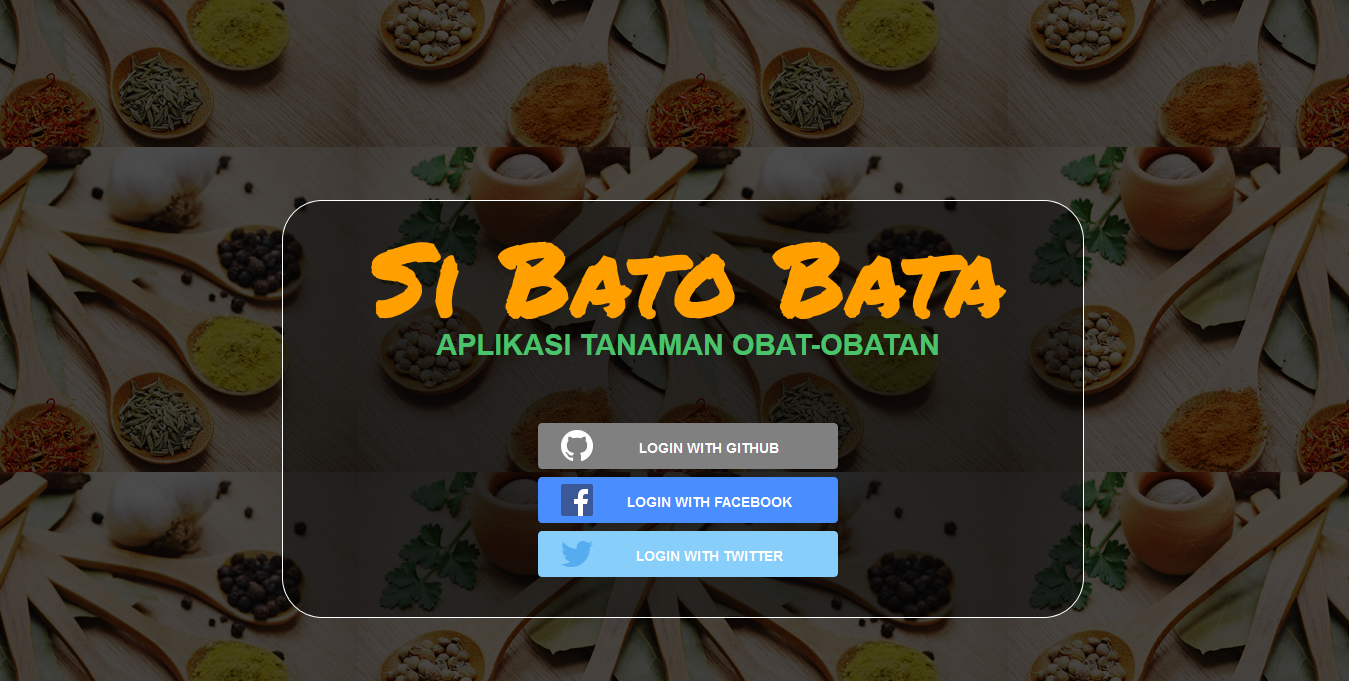 Si Bato Bata
APLIKASI TANAMAN OBAT-OBATAN
LOGIN WITH GITHUB
LOGIN WITH FACEBOOK
LOGIN WITH TWITTER